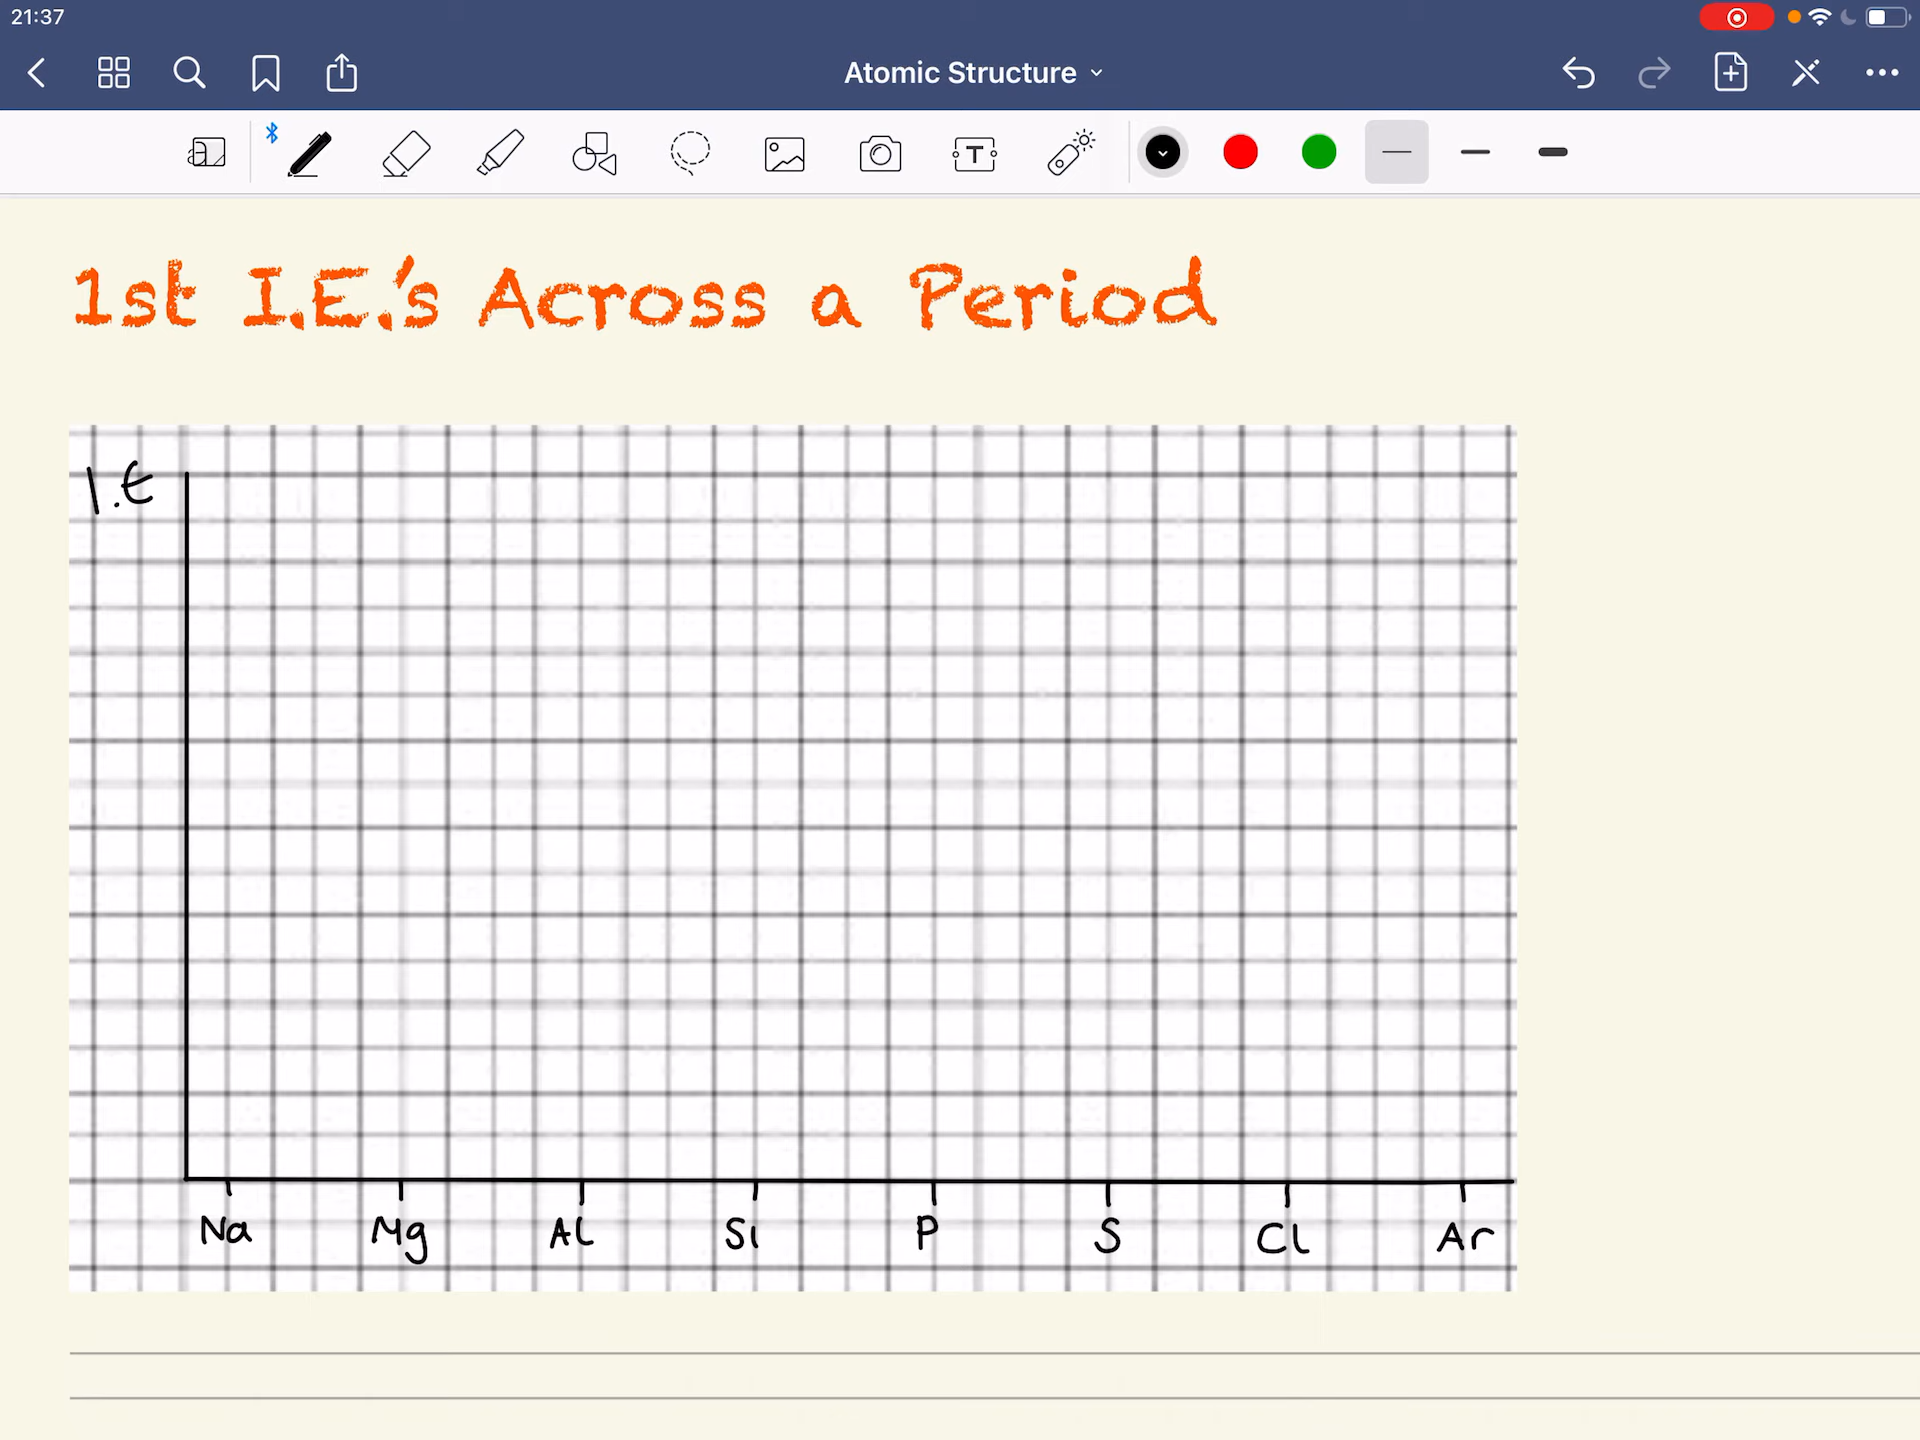 21:37
Atomic Structure
T
1st I.E.'s Across a Period
I.E
Na Mg Al Si P S Cl Ar